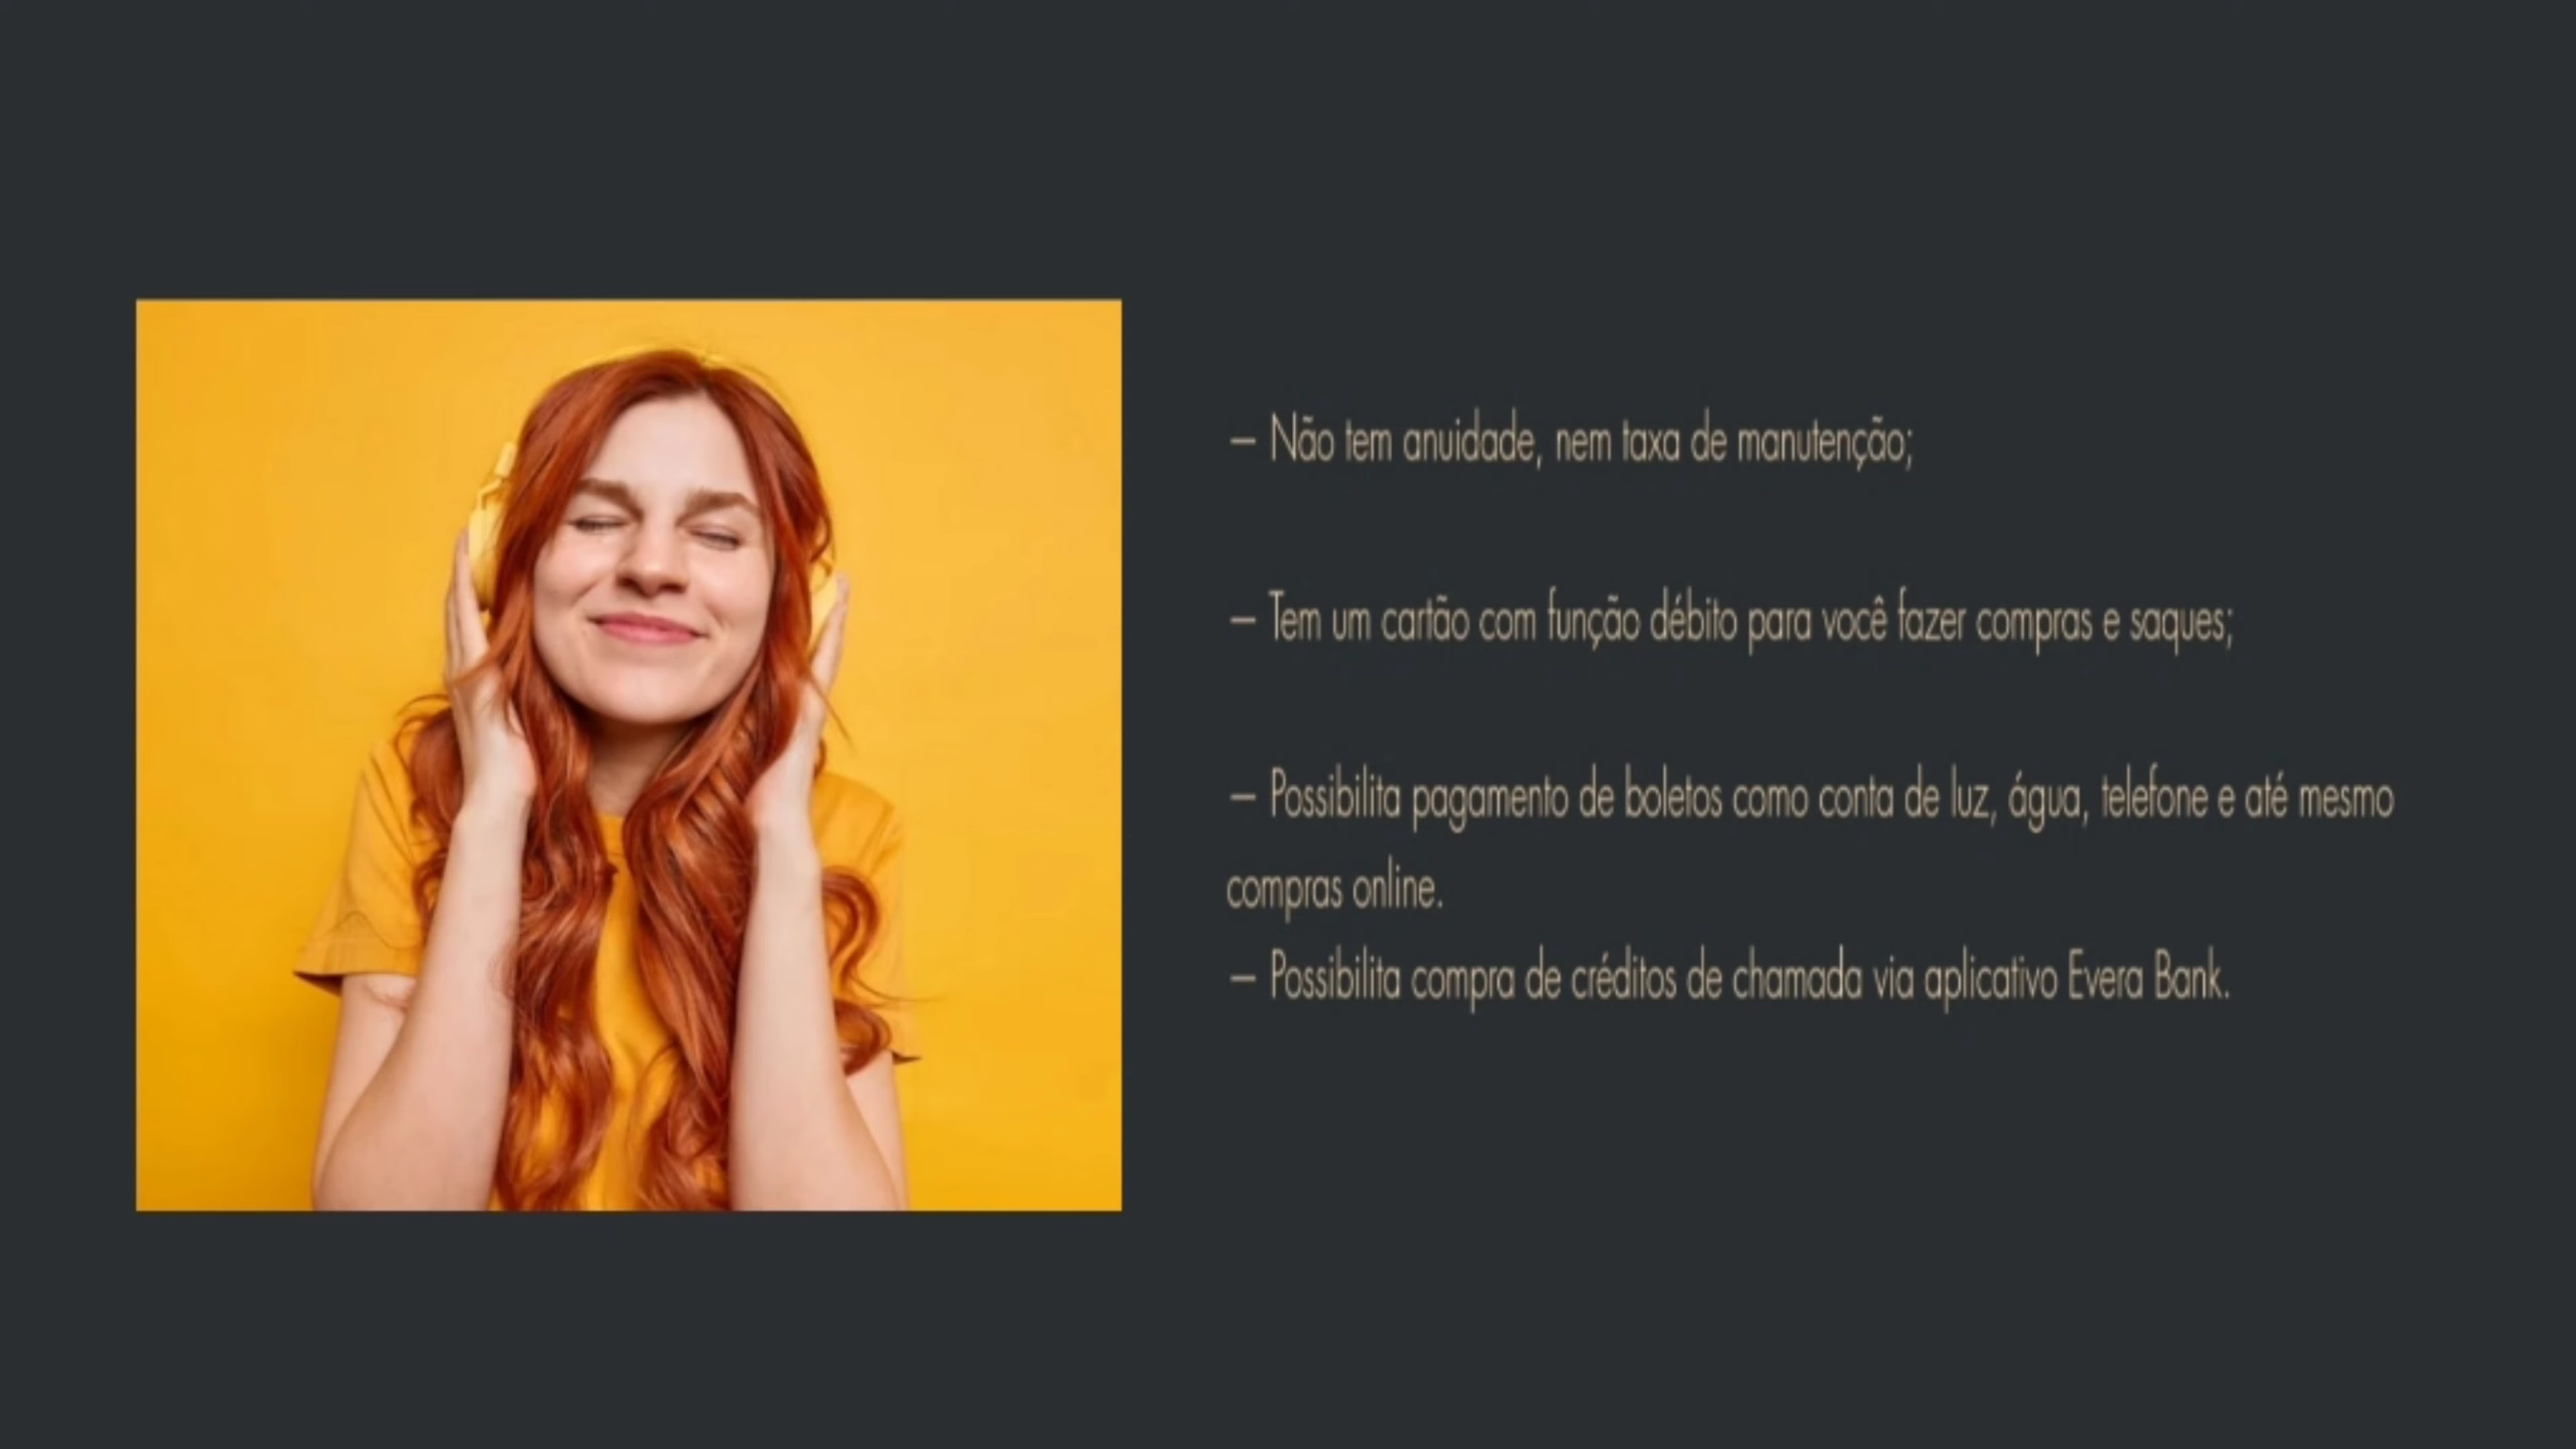 – Não tem anuidade, nem taxa de manutenção;
– Tem um cartão com função débito para você fazer compras e saques;
– Possibilita pagamento de boletos como conta de luz, água, telefone e até mesmo
compras online.
– Possibilita compra de créditos de chamada via aplicativo Evera Bank.